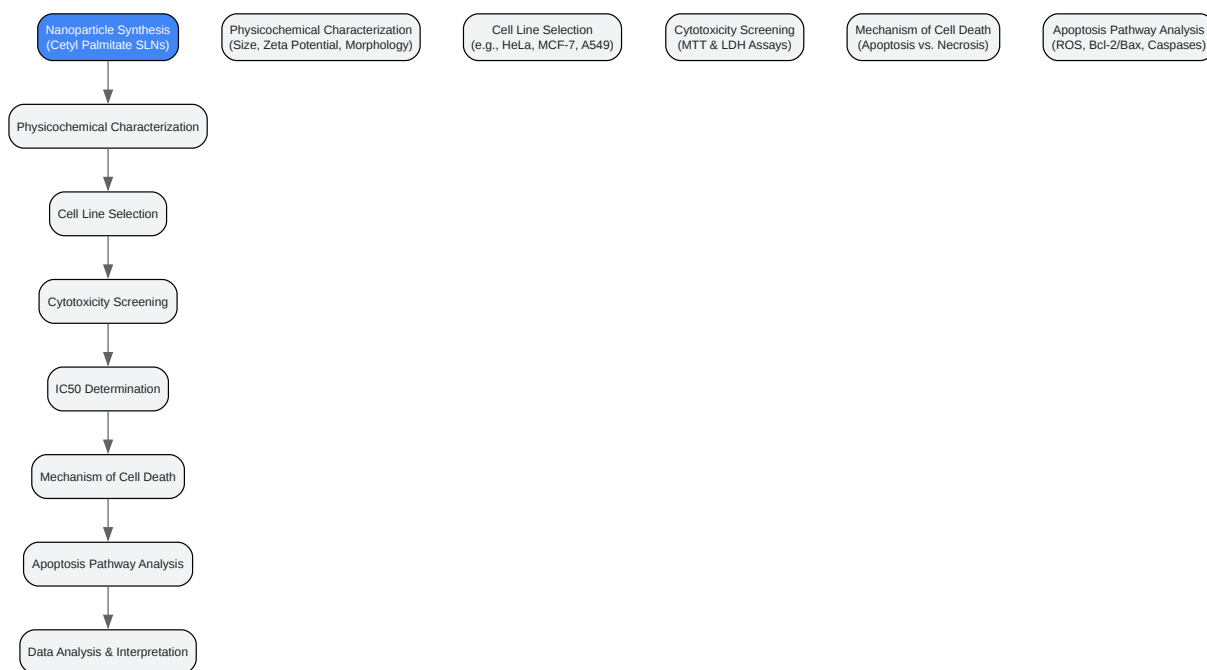 Nanoparticle Synthesis
(Cetyl Palmitate SLNs)
Physicochemical Characterization
(Size, Zeta Potential, Morphology)
Cell Line Selection
(e.g., HeLa, MCF-7, A549)
Cytotoxicity Screening
(MTT & LDH Assays)
Mechanism of Cell Death
(Apoptosis vs. Necrosis)
Apoptosis Pathway Analysis
(ROS, Bcl-2/Bax, Caspases)
Physicochemical Characterization
Cell Line Selection
Cytotoxicity Screening
IC50 Determination
Mechanism of Cell Death
Apoptosis Pathway Analysis
Data Analysis & Interpretation